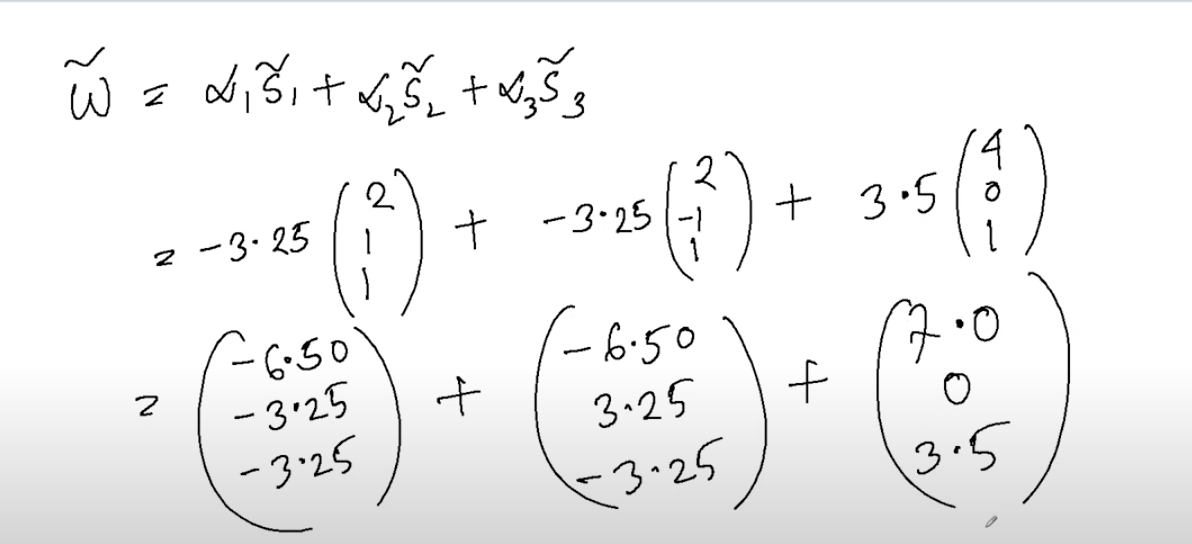 w̃ = α₁s̃₁ + α₂s̃₂ + α₃s̃₃
= -3.25 (2 1 1) + -3.25 (2 -1 1) + 3.5 (4 0 1)
= (-6.50 -3.25 -3.25) + (-6.50 3.25 -3.25) + (7.0 0 3.5)